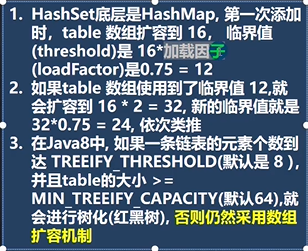 1. HashSet底层是HashMap, 第一次添加
时，table 数组扩容到 16， 临界值
(threshold)是 16*加载因子
(loadFactor)是0.75 = 12
2. 如果table 数组使用到了临界值 12,就
会扩容到 16 * 2 = 32, 新的临界值就是
32*0.75 = 24, 依次类推
3. 在Java8中, 如果一条链表的元素个数到
达 TREEIFY_THRESHOLD(默认是 8 )，
并且table的大小 >=
MIN_TREEIFY_CAPACITY(默认64),就
会进行树化(红黑树), 否则仍然采用数组
扩容机制